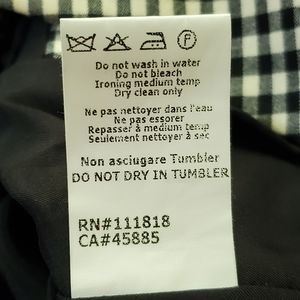 F
Do not wash in water
Do not bleach
Ironing medium temp
Dry clean only
Ne pas nettoyer dans l'eau
Ne pas essorer
Repasser à medium temp
Seulement nettoyer à sec
Non asciugare Tumbler
DO NOT DRY IN TUMBLER
RN#111818
CA#45885